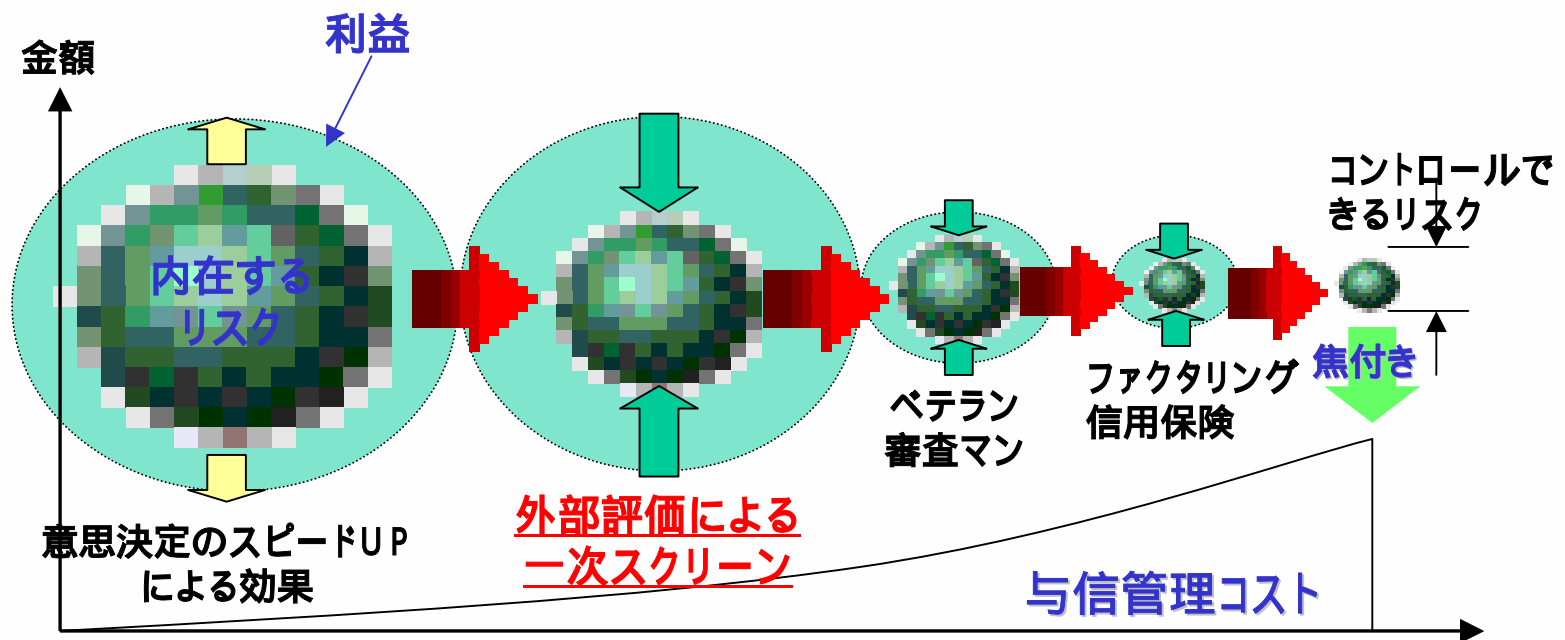 利益
金額
コントロールで
きるリスク
内在する
リスク
焦付き
ファクタリング
信用保険
ベテラン
審査マン
外部評価による
一次スクリーン
意思決定のスピードUP
による効果
与信管理コスト